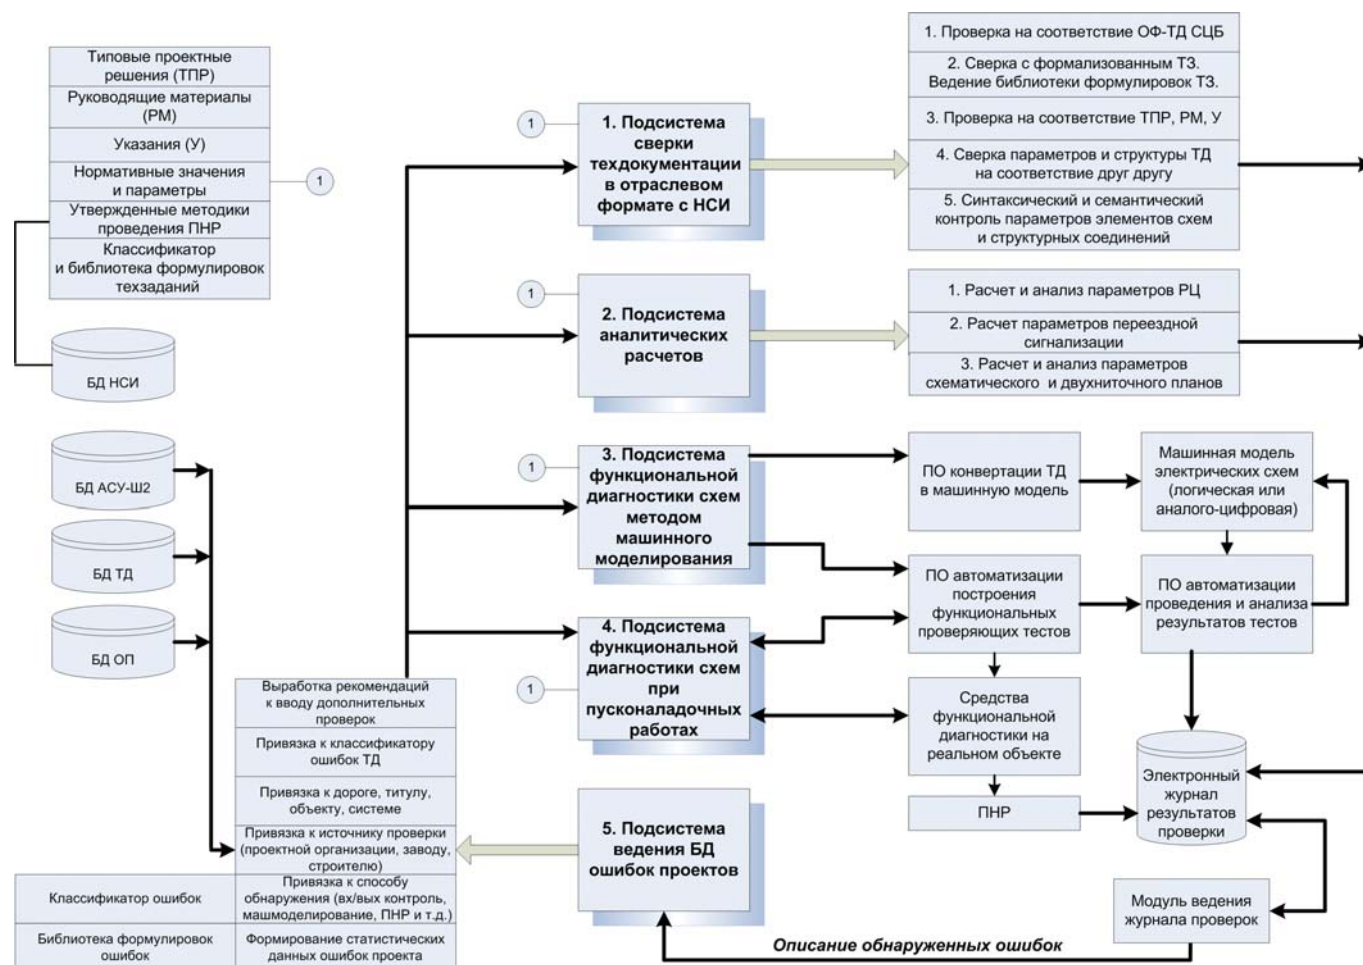 Типовые проектные
решения (ТПР)
Руководящие материалы
(РМ)
Указания (У)
Нормативные значения
и параметры
Утвержденные методики
проведения ПНР
Классификатор
и библиотека формулировок
техзаданий
1
БД НСИ
БД АСУ-Ш2
БД ТД
БД ОП
Выработка рекомендаций
к вводу дополнительных
проверок
Привязка к классификатору
ошибок ТД
Привязка к дороге, титулу,
объекту, системе
Привязка к источнику проверки
(проектной организации, заводу,
строителю)
Классификатор ошибок
Привязка к способу
обнаружения (вх/вых контроль,
машмоделирование, ПНР и т.д.)
Библиотека формулировок
ошибок
Формирование статистических
данных ошибок проекта
1
1. Подсистема
сверки
техдокументации
в отраслевом
формате с НСИ
1
2. Подсистема
аналитических
расчетов
1
3. Подсистема
функциональной
диагностики схем
методом
машинного
моделирования
1
4. Подсистема
функциональной
диагностики схем
при
пусконаладочных
работах
5. Подсистема
ведения БД
ошибок проектов
1. Проверка на соответствие ОФ-ТД СЦБ
2. Сверка с формализованным ТЗ.
Ведение библиотеки формулировок ТЗ.
3. Проверка на соответствие ТПР, РМ, У
4. Сверка параметров и структуры ТД
на соответствие друг другу
5. Синтаксический и семантический
контроль параметров элементов схем
и структурных соединений
1. Расчет и анализ параметров РЦ
2. Расчет параметров переездной
сигнализации
3. Расчет и анализ параметров
схематического и двухниточного планов
ПО конвертации ТД
в машинную модель
Машинная модель
электрических схем
(логическая или
аналого-цифровая)
ПО автоматизации
построения
функциональных
проверяющих тестов
ПО автоматизации
проведения и анализа
результатов тестов
Средства
функциональной
диагностики на
реальном объекте
ПНР
Электронный
журнал
результатов
проверки
Модуль ведения
журнала проверок
Описание обнаруженных ошибок